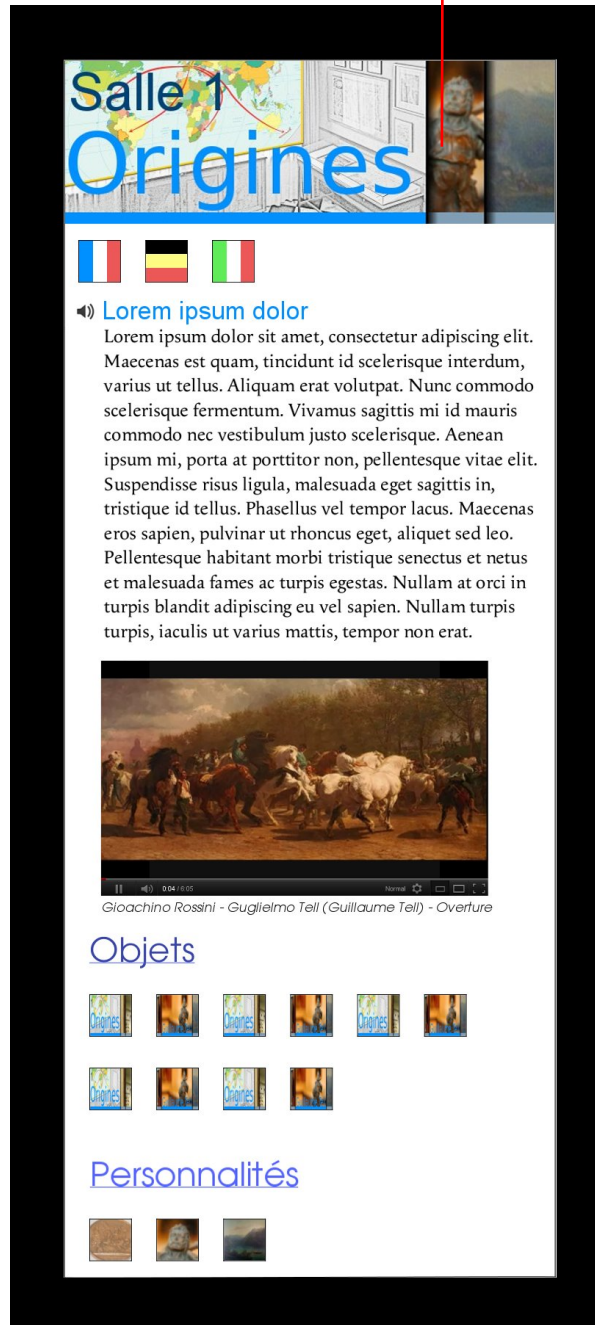 Salle 1
Origines
Lorem ipsum dolor
Lorem ipsum dolor sit amet, consectetur adipiscing elit.
Maecenas est quam, tincidunt id scelerisque interdum,
varius ut tellus. Aliquam erat volutpat. Nunc commodo
scelerisque fermentum. Vivamus sagittis mi id mauris
commodo nec vestibulum justo scelerisque. Aenean
ipsum mi, porta at porttitor non, pellentesque vitae elit.
Suspendisse risus ligula, malesuada eget sagittis in,
tristique id tellus. Phasellus vel tempor lacus. Maecenas
eros sapien, pulvinar ut rhoncus eget, aliquet sed leo.
Pellentesque habitant morbi tristique senectus et netus
et malesuada fames ac turpis egestas. Nullam at orci in
turpis blandit adipiscing eu vel sapien. Nullam turpis
turpis, iaculis ut varius mattis, tempor non erat.
0:04 / 6:05 Normal
Gioachino Rossini - Guglielmo Tell (Guillaume Tell) - Overture
Objets
Origines Origines Origines
Origines Origines
Personnalités